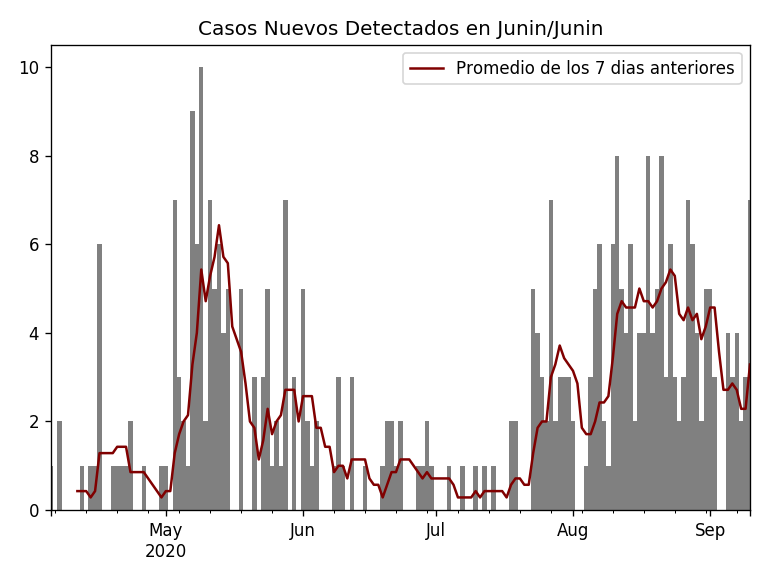 Casos Nuevos Detectados en Junin/Junin
Promedio de los 7 dias anteriores
10
8
6
4
2
0
May Jun Jul Aug Sep
2020